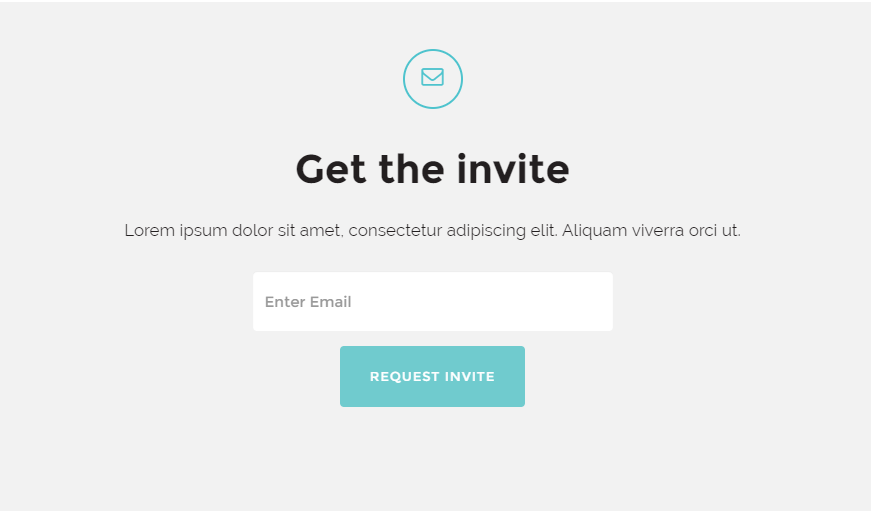 Get the invite
Lorem ipsum dolor sit amet, consectetur adipiscing elit. Aliquam viverra orci ut.
Enter Email
REQUEST INVITE